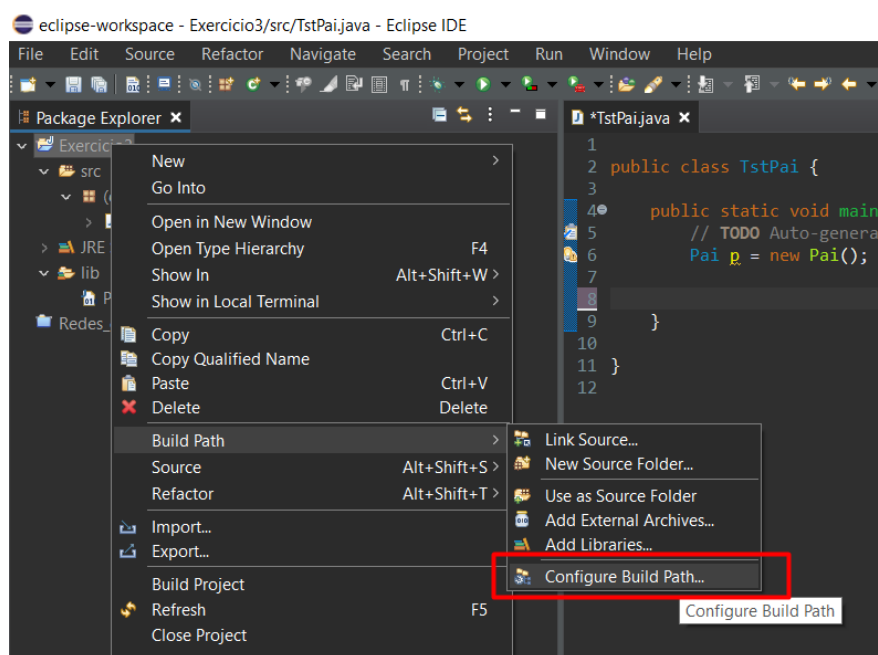 eclipse-workspace - Exercicio3/src/TstPai.java - Eclipse IDE
File Edit Source Refactor Navigate Search Project Run Window Help
Package Explorer
*TstPai.java
Exercicio3
src
JRE
lib
Redes_
New
Go Into
Open in New Window
Open Type Hierarchy F4
Show In Alt+Shift+W >
Show in Local Terminal >
Copy Ctrl+C
Copy Qualified Name
Paste Ctrl+V
Delete Delete
Build Path >
Source Alt+Shift+S >
Refactor Alt+Shift+T >
Import...
Export...
Build Project
Refresh F5
Close Project
Link Source...
New Source Folder...
Use as Source Folder
Add External Archives...
Add Libraries...
Configure Build Path...
Configure Build Path
1
2 public class TstPai {
3
4 public static void main
5 // TODO Auto-genera
6 Pai p = new Pai();
7
8
9 }
10
11 }
12